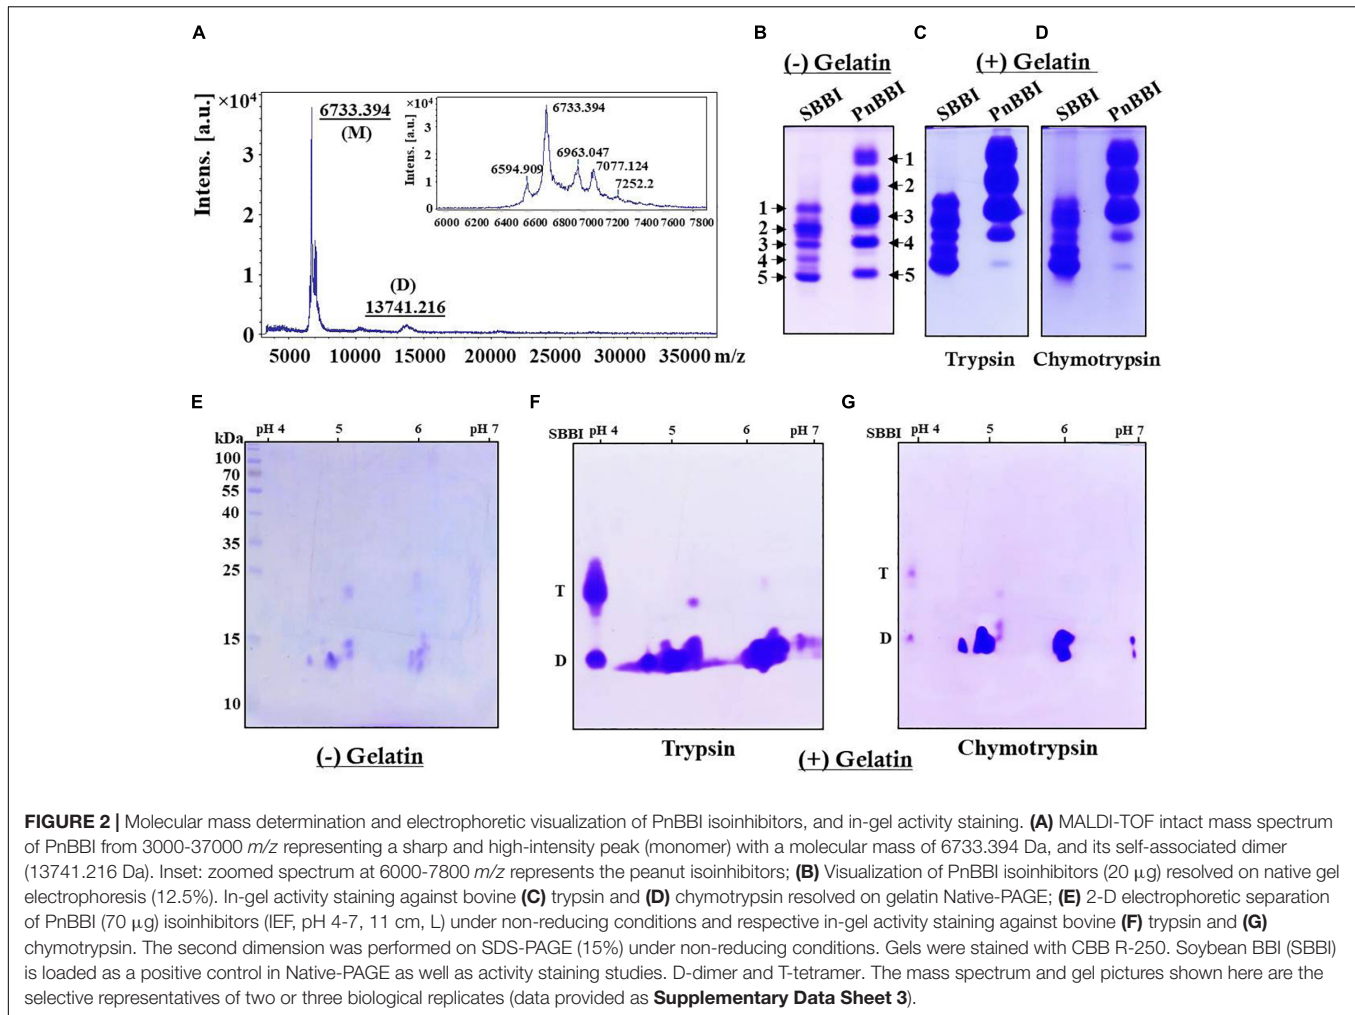 A
B
C
D
(-) Gelatin
(+) Gelatin
SBBI
PnBBI
SBBI
PnBBI
SBBI
PnBBI
×10⁴
Intens. [a.u.]
3
2
1
0
6733.394
(M)
(D)
13741.216
5000 10000 15000 20000 25000 30000 35000 m/z
×10⁴
Intens. [a.u.]
3
2
1
0
6733.394
6594.909
6963.047
7077.124
7252.2
6000 6200 6400 6600 6800 7000 7200 7400 7600 7800
1
2
3
4
5
1
2
3
4
5
Trypsin
Chymotrypsin
E
F
G
kDa
pH 4 5 6 pH 7
100
70
55
40
35
25
15
10
(-) Gelatin
SBBI pH 4 5 6 pH 7
T
D
Trypsin
SBBI pH 4 5 6 pH 7
T
D
Chymotrypsin
(+) Gelatin
FIGURE 2 | Molecular mass determination and electrophoretic visualization of PnBBI isoinhibitors, and in-gel activity staining. (A) MALDI-TOF intact mass spectrum
of PnBBI from 3000-37000 m/z representing a sharp and high-intensity peak (monomer) with a molecular mass of 6733.394 Da, and its self-associated dimer
(13741.216 Da). Inset: zoomed spectrum at 6000-7800 m/z represents the peanut isoinhibitors; (B) Visualization of PnBBI isoinhibitors (20 μg) resolved on native gel
electrophoresis (12.5%). In-gel activity staining against bovine (C) trypsin and (D) chymotrypsin resolved on gelatin Native-PAGE; (E) 2-D electrophoretic separation
of PnBBI (70 μg) isoinhibitors (IEF, pH 4-7, 11 cm, L) under non-reducing conditions and respective in-gel activity staining against bovine (F) trypsin and (G)
chymotrypsin. The second dimension was performed on SDS-PAGE (15%) under non-reducing conditions. Gels were stained with CBB R-250. Soybean BBI (SBBI)
is loaded as a positive control in Native-PAGE as well as activity staining studies. D-dimer and T-tetramer. The mass spectrum and gel pictures shown here are the
selective representatives of two or three biological replicates (data provided as Supplementary Data Sheet 3).